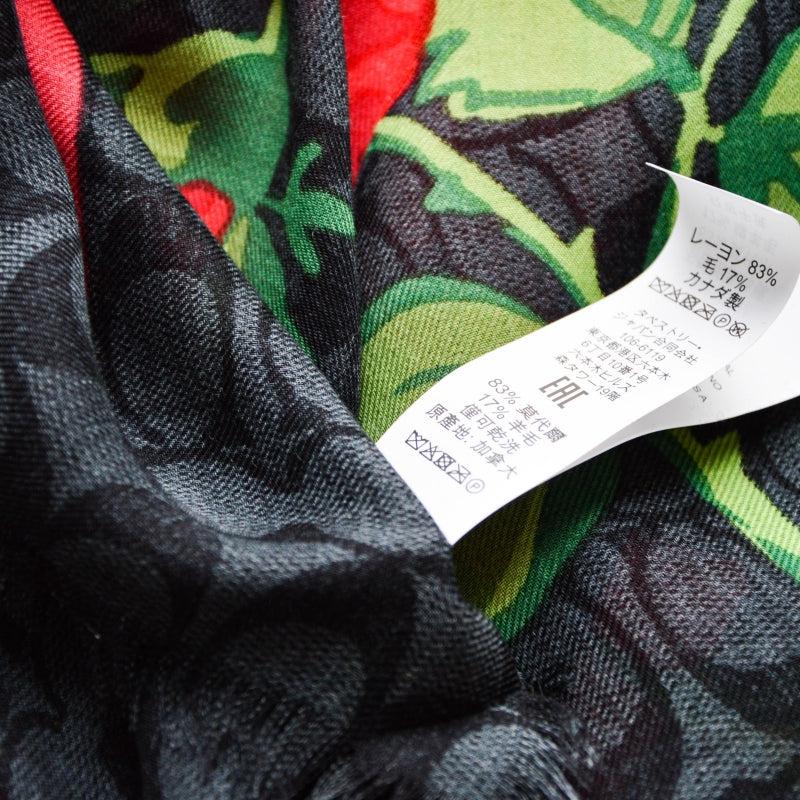 レーヨン 83%
毛 17%
カナダ製
タペストリー・
ジャパン合同会社
106-6119
東京都港区六本木
6丁目10番1号
六本木ヒルズ
森タワー19階
EAC
83% 莫代爾
17% 羊毛
僅可乾洗
原產地: 加拿大